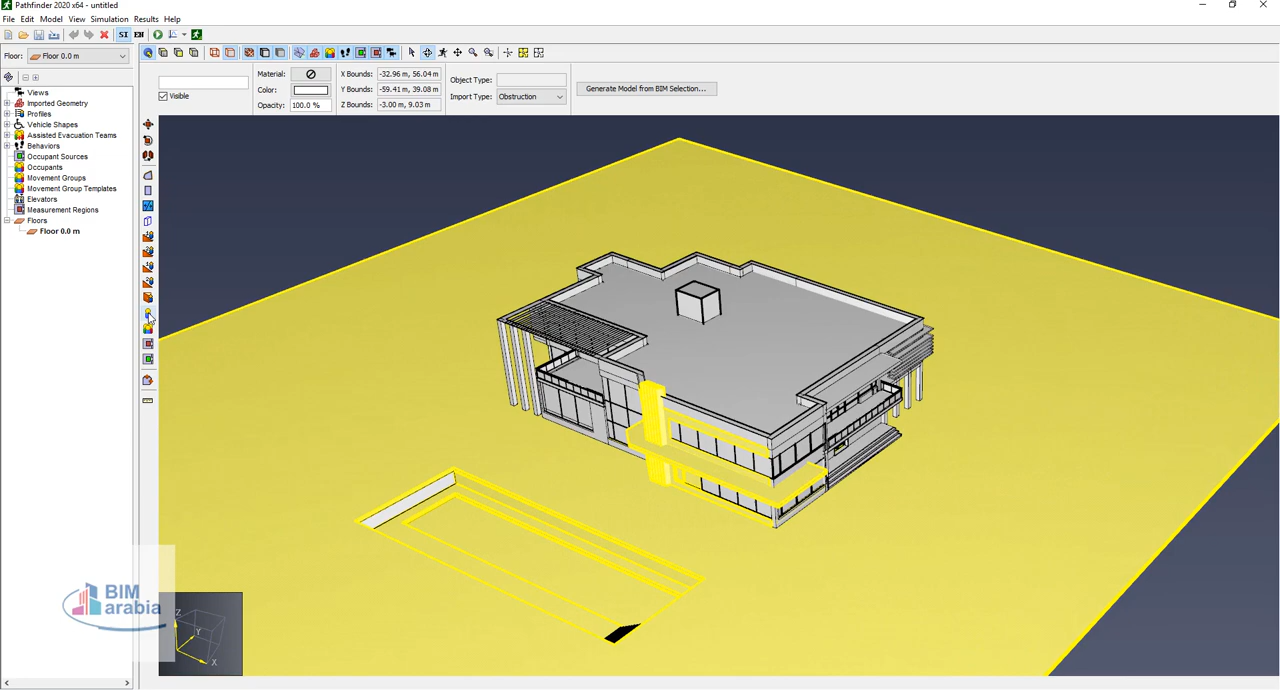 Pathfinder 2020 x64 - untitled
File Edit Model View Simulation Results Help
SI EN
Floor: Floor 0.0 m
Views
Imported Geometry
Profiles
Vehicle Shapes
Assisted Evacuation Teams
Behaviors
Occupant Sources
Occupants
Movement Groups
Movement Group Templates
Elevators
Measurement Regions
Floors
Floor 0.0 m
Visible
Material:
Color:
Opacity: 100.0 %
X Bounds: -32.96 m, 56.04 m
Y Bounds: -59.41 m, 39.08 m
Z Bounds: -3.00 m, 9.03 m
Object Type:
Import Type: Obstruction
Generate Model from BIM Selection...
BIM
arabia
Z
Y
X